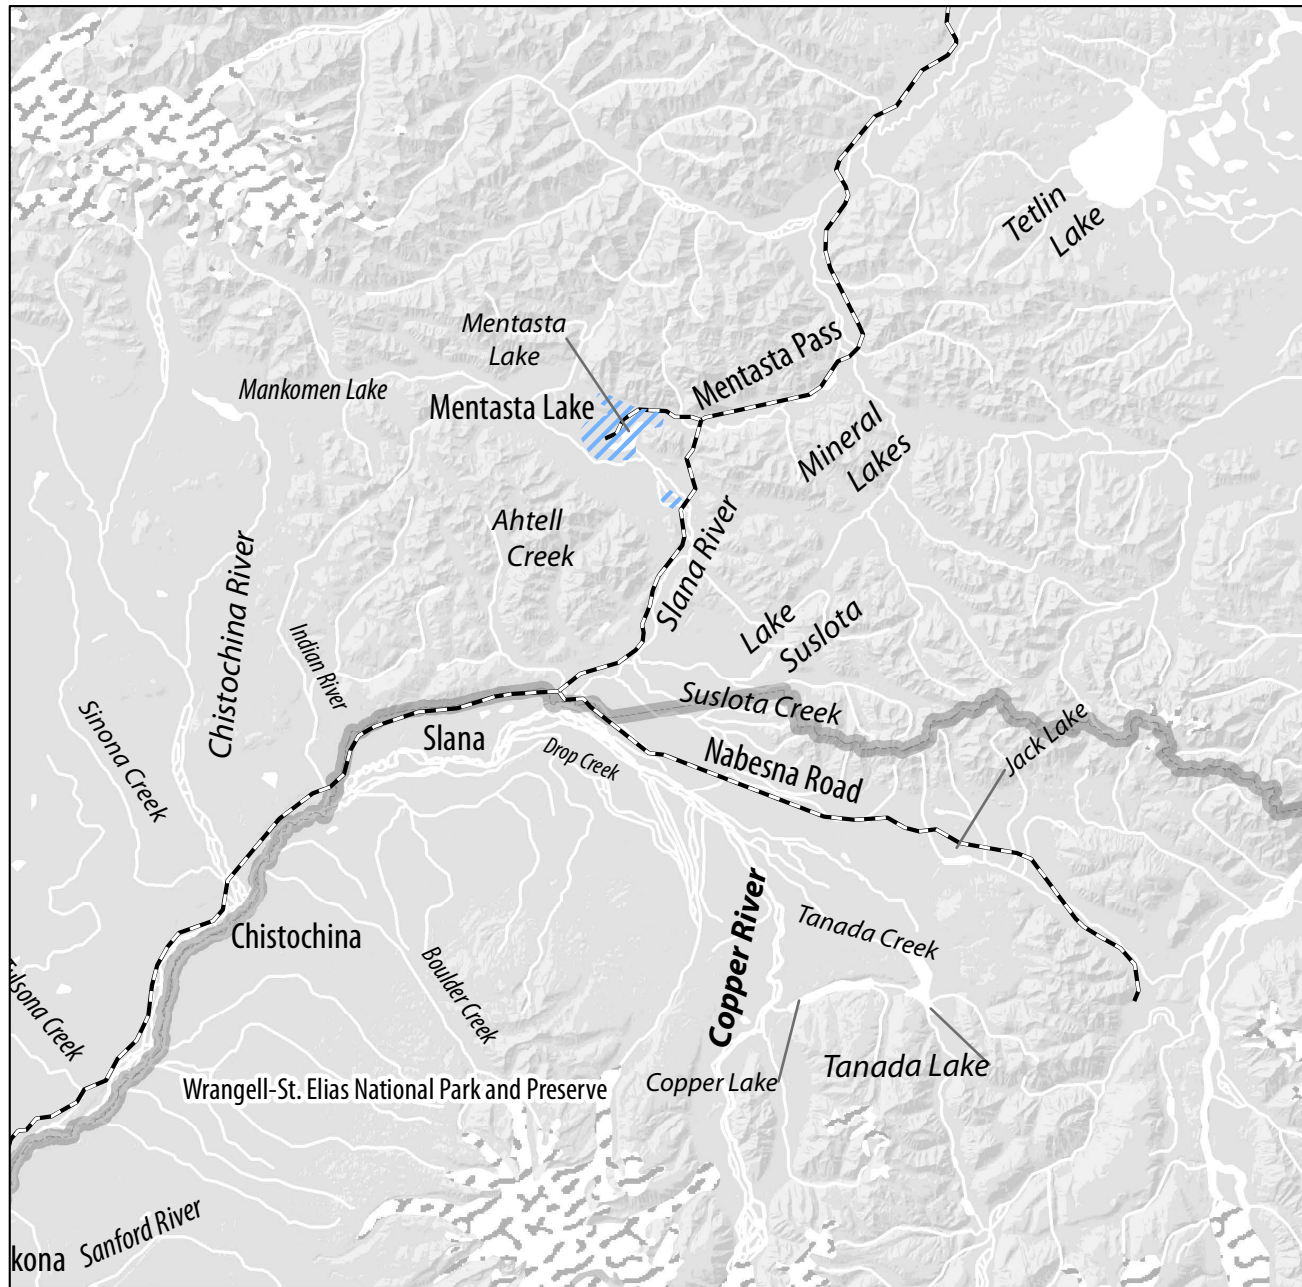 Tetlin
Lake
Mentasta
Lake
Mentasta Pass
Mankomen Lake
Mentasta Lake
Mineral
Lakes
Ahtell
Creek
Slana River
Chistochina River
Lake
Suslota
Indian River
Suslota Creek
Sinona Creek
Slana
Drop Creek
Nabesna Road
Jack Lake
Copper River
Tanada Creek
Chistochina
Boulder Creek
Tulsona Creek
Copper Lake
Tanada Lake
Wrangell-St. Elias National Park and Preserve
Sanford River
kona